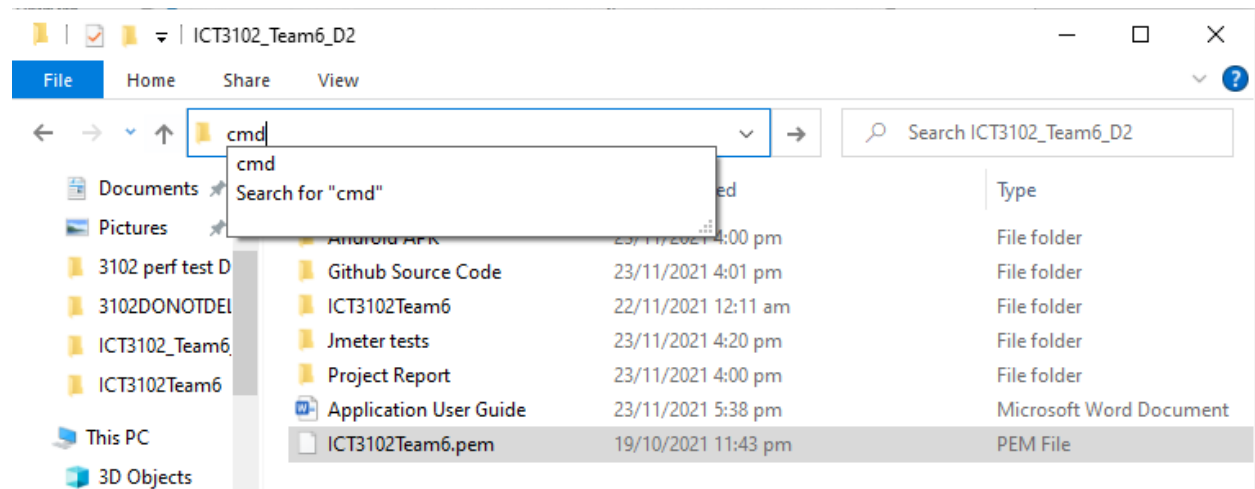 ICT3102_Team6_D2
File Home Share View
cmd
Search ICT3102_Team6_D2
cmd
Search for "cmd"
Documents
ed Type
Pictures
Android APK 23/11/2021 4:00 pm File folder
3102 perf test D
Github Source Code 23/11/2021 4:01 pm File folder
3102DONOTDEL
ICT3102Team6 22/11/2021 12:11 am File folder
ICT3102_Team6_
Jmeter tests 23/11/2021 4:20 pm File folder
ICT3102Team6
Project Report 23/11/2021 4:00 pm File folder
Application User Guide 23/11/2021 5:38 pm Microsoft Word Document
This PC
ICT3102Team6.pem 19/10/2021 11:43 pm PEM File
3D Objects